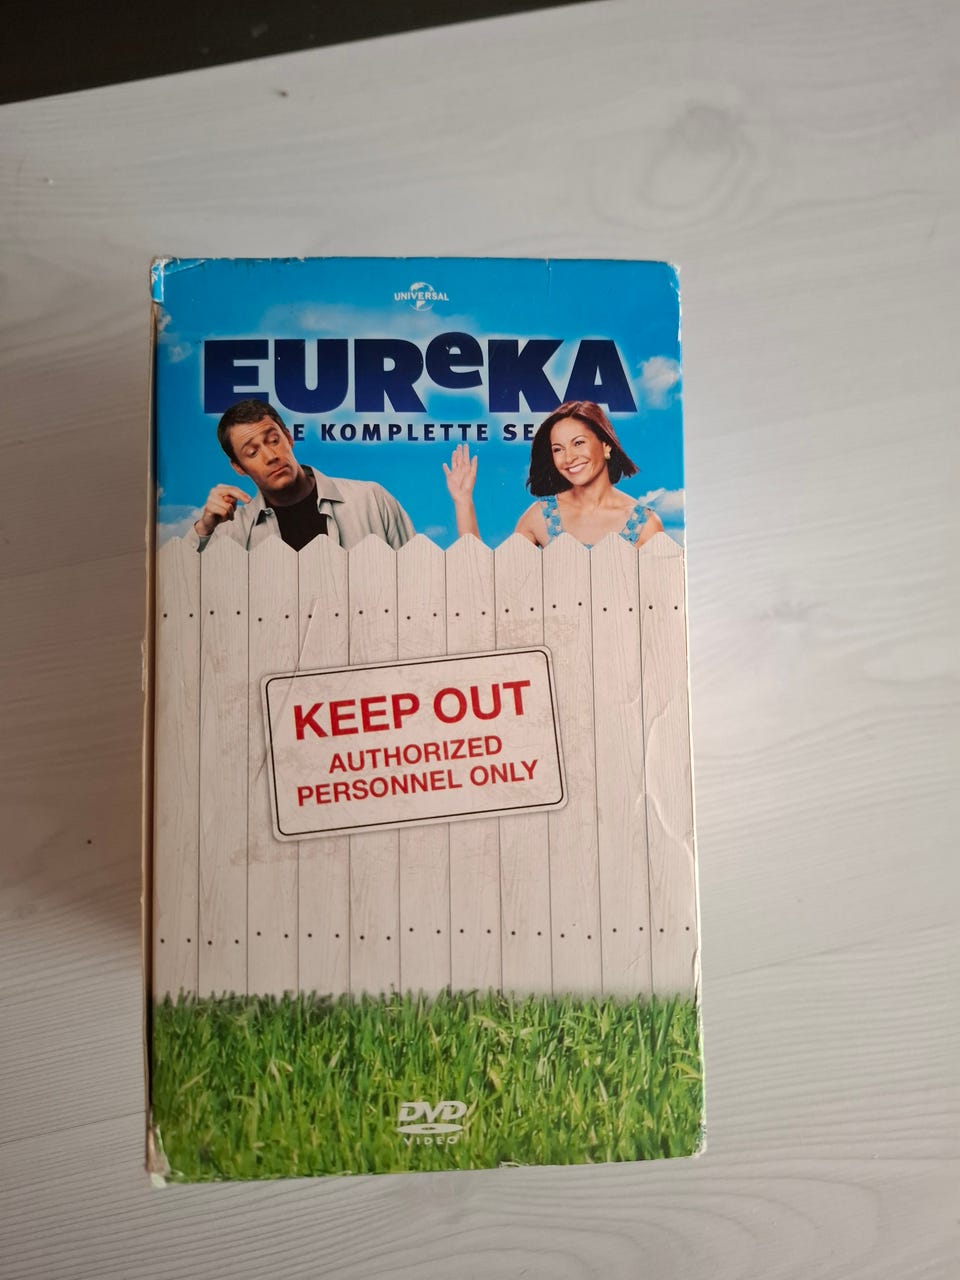 UNIVERSAL
EUReKA
E KOMPLETTE SE
KEEP OUT
AUTHORIZED
PERSONNEL ONLY
DVD
VIDEO